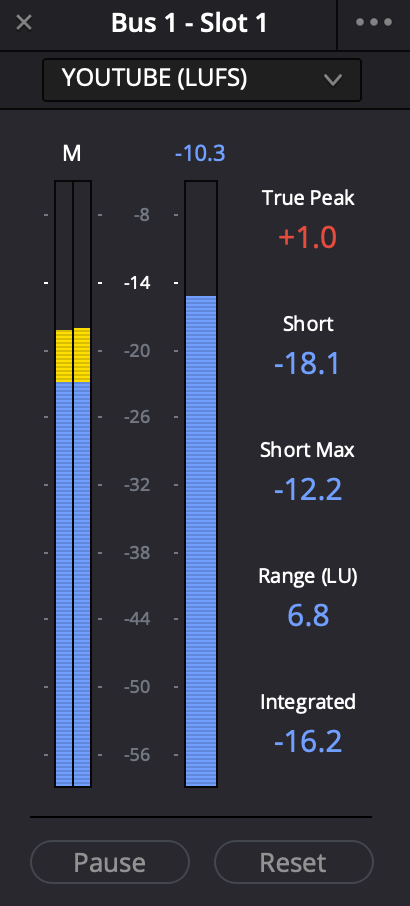 Bus 1 - Slot 1
YOUTUBE (LUFS)
M
-10.3
-8
-14
-20
-26
-32
-38
-44
-50
-56
True Peak
+1.0
Short
-18.1
Short Max
-12.2
Range (LU)
6.8
Integrated
-16.2
Pause
Reset